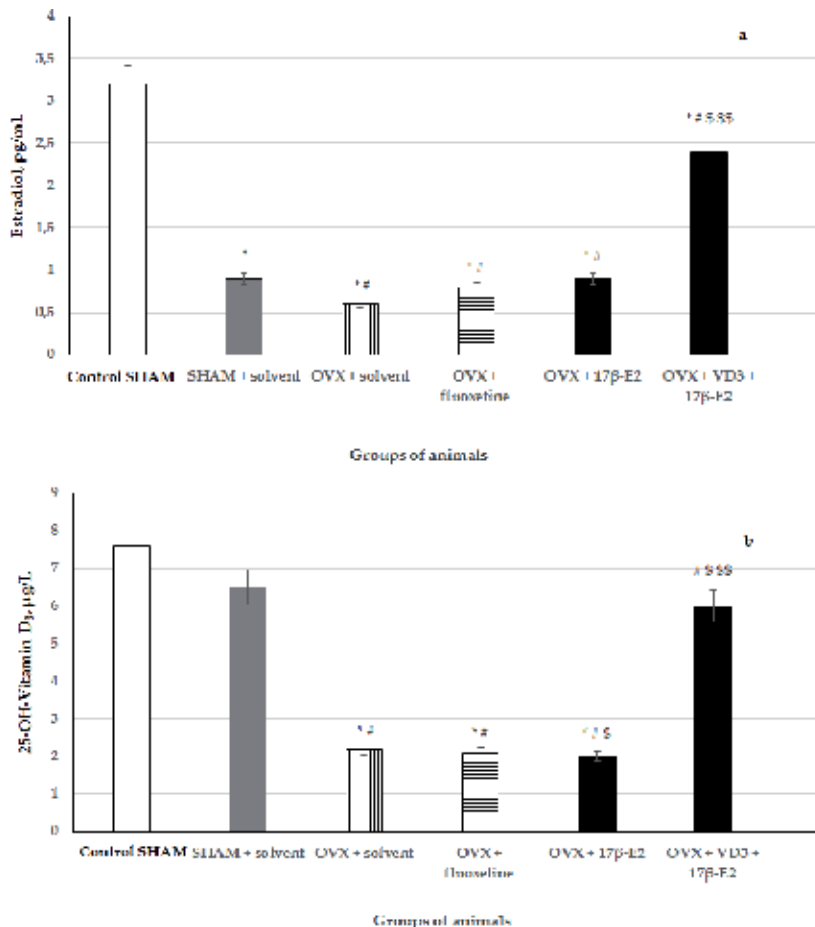 4
a
3,5
3
* # $ $$
2,5
2
1,5
1
0,5
0
*
* #
* #
* #
Estradiol, pg/mL
Control SHAM
SHAM + solvent
OVX + solvent
OVX +
fluoxetine
OVX + 17β-E2
OVX + VD3 +
17β-E2
Groups of animals
9
8
b
7
6
5
4
3
2
1
0
# $ $$
* #
* #
* # $
25-OH-Vitamin D₃, µg/L
Control SHAM
SHAM + solvent
OVX + solvent
OVX +
fluoxetine
OVX + 17β-E2
OVX + VD3 +
17β-E2
Groups of animals